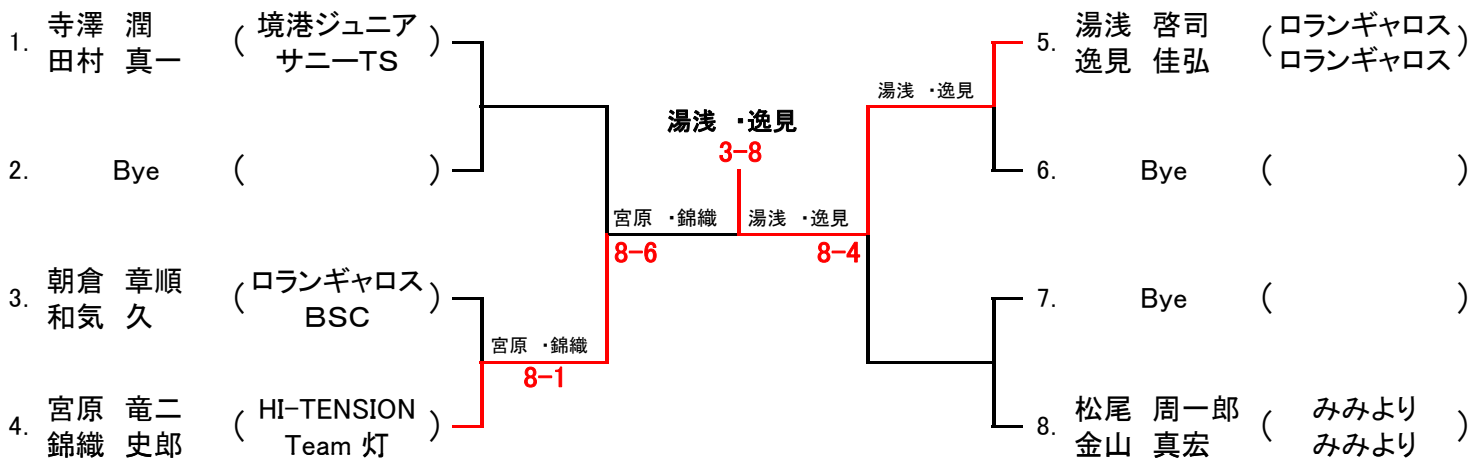 1. 寺澤 潤 ( 境港ジュニア )
田村 真一 サニーTS
2. Bye ( )
3. 朝倉 章順 ( ロランギャロス )
和気 久 BSC
4. 宮原 竜二 ( HI-TENSION )
錦織 史郎 Team 灯
宮原 ・錦織
8-1
宮原 ・錦織
8-6
湯浅 ・逸見
3-8
湯浅 ・逸見
8-4
湯浅 ・逸見
5. 湯浅 啓司 ( ロランギャロス )
逸見 佳弘 ロランギャロス
6. Bye ( )
7. Bye ( )
8. 松尾 周一郎 ( みみより )
金山 真宏 みみより